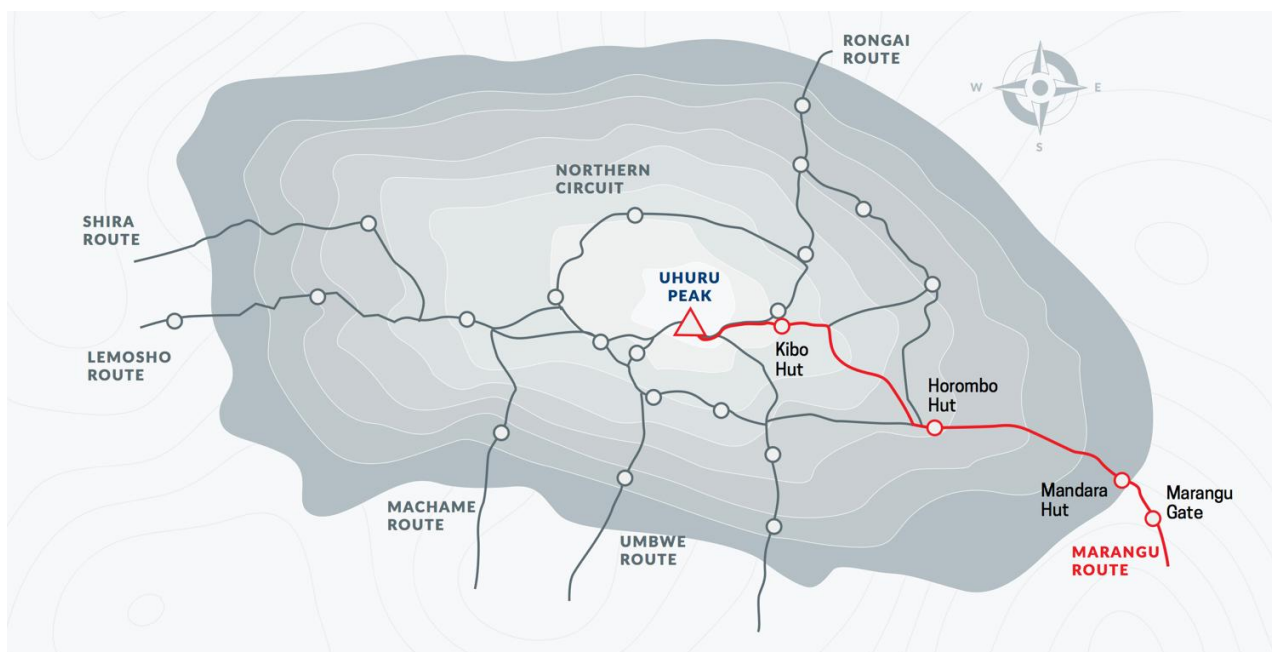 RONGAI
ROUTE
W
E
S
NORTHERN
CIRCUIT
SHIRA
ROUTE
UHURU
PEAK
LEMOSHO
ROUTE
Kibo
Hut
Horombo
Hut
MACHAME
ROUTE
UMBWE
ROUTE
Mandara
Hut
Marangu
Gate
MARANGU
ROUTE